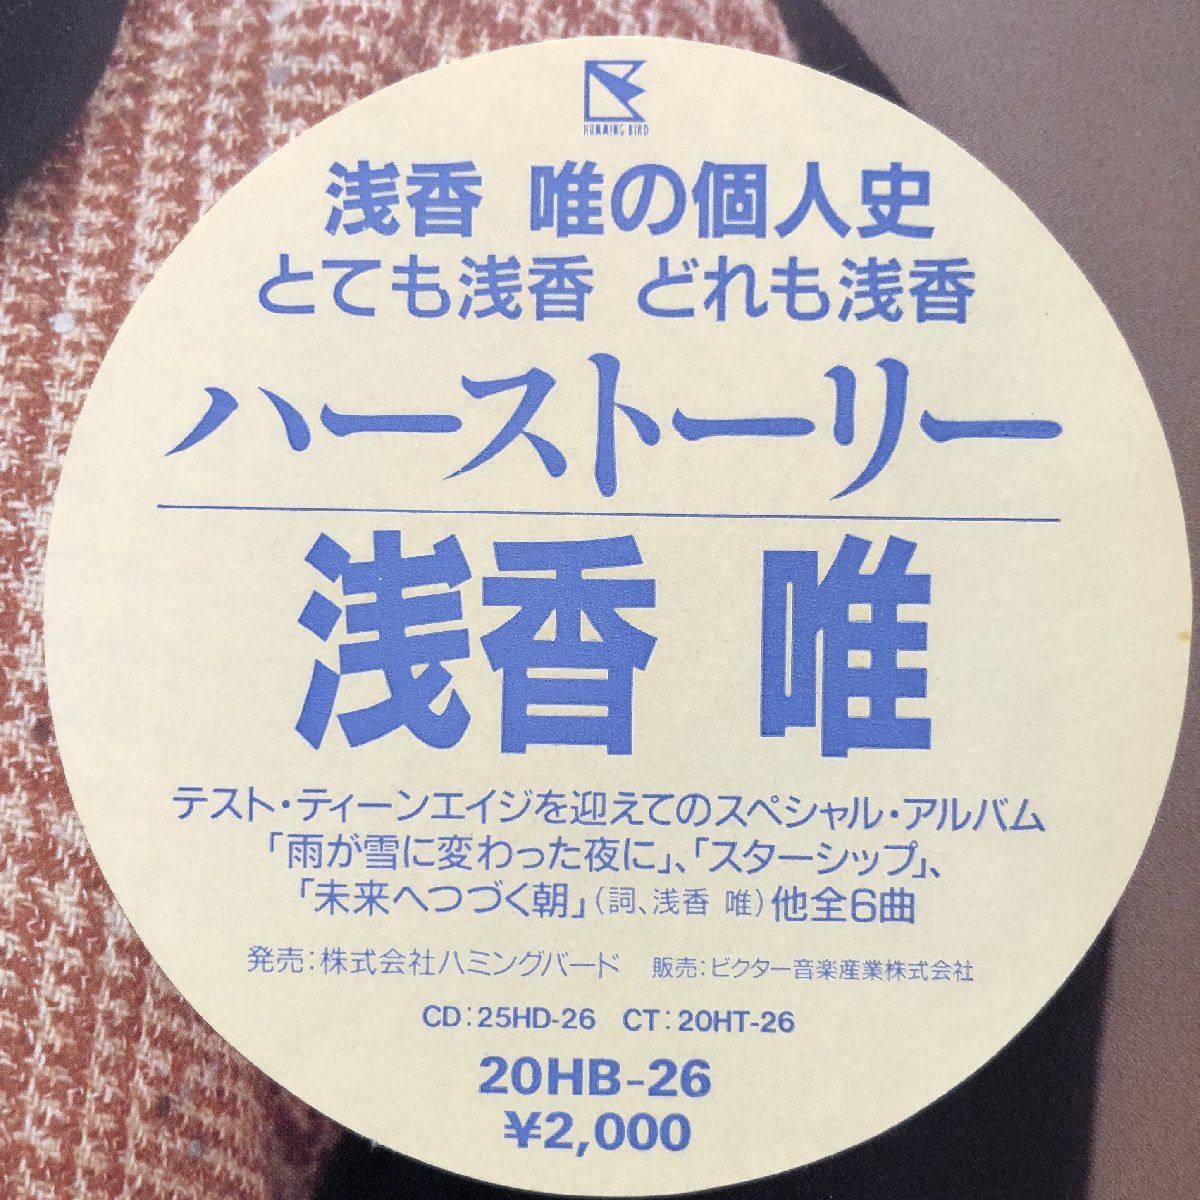 HUMMING BIRD
浅香 唯の個人史
とても浅香 どれも浅香
ハーストーリー
浅香 唯
テスト・ティーンエイジを迎えてのスペシャル・アルバム
「雨が雪に変わった夜に」、「スターシップ」、
「未来へつづく朝」(詞、浅香 唯)他全6曲
発売:株式会社ハミングバード 販売:ビクター音楽産業株式会社
CD:25HD-26 CT:20HT-26
20HB-26
¥2,000